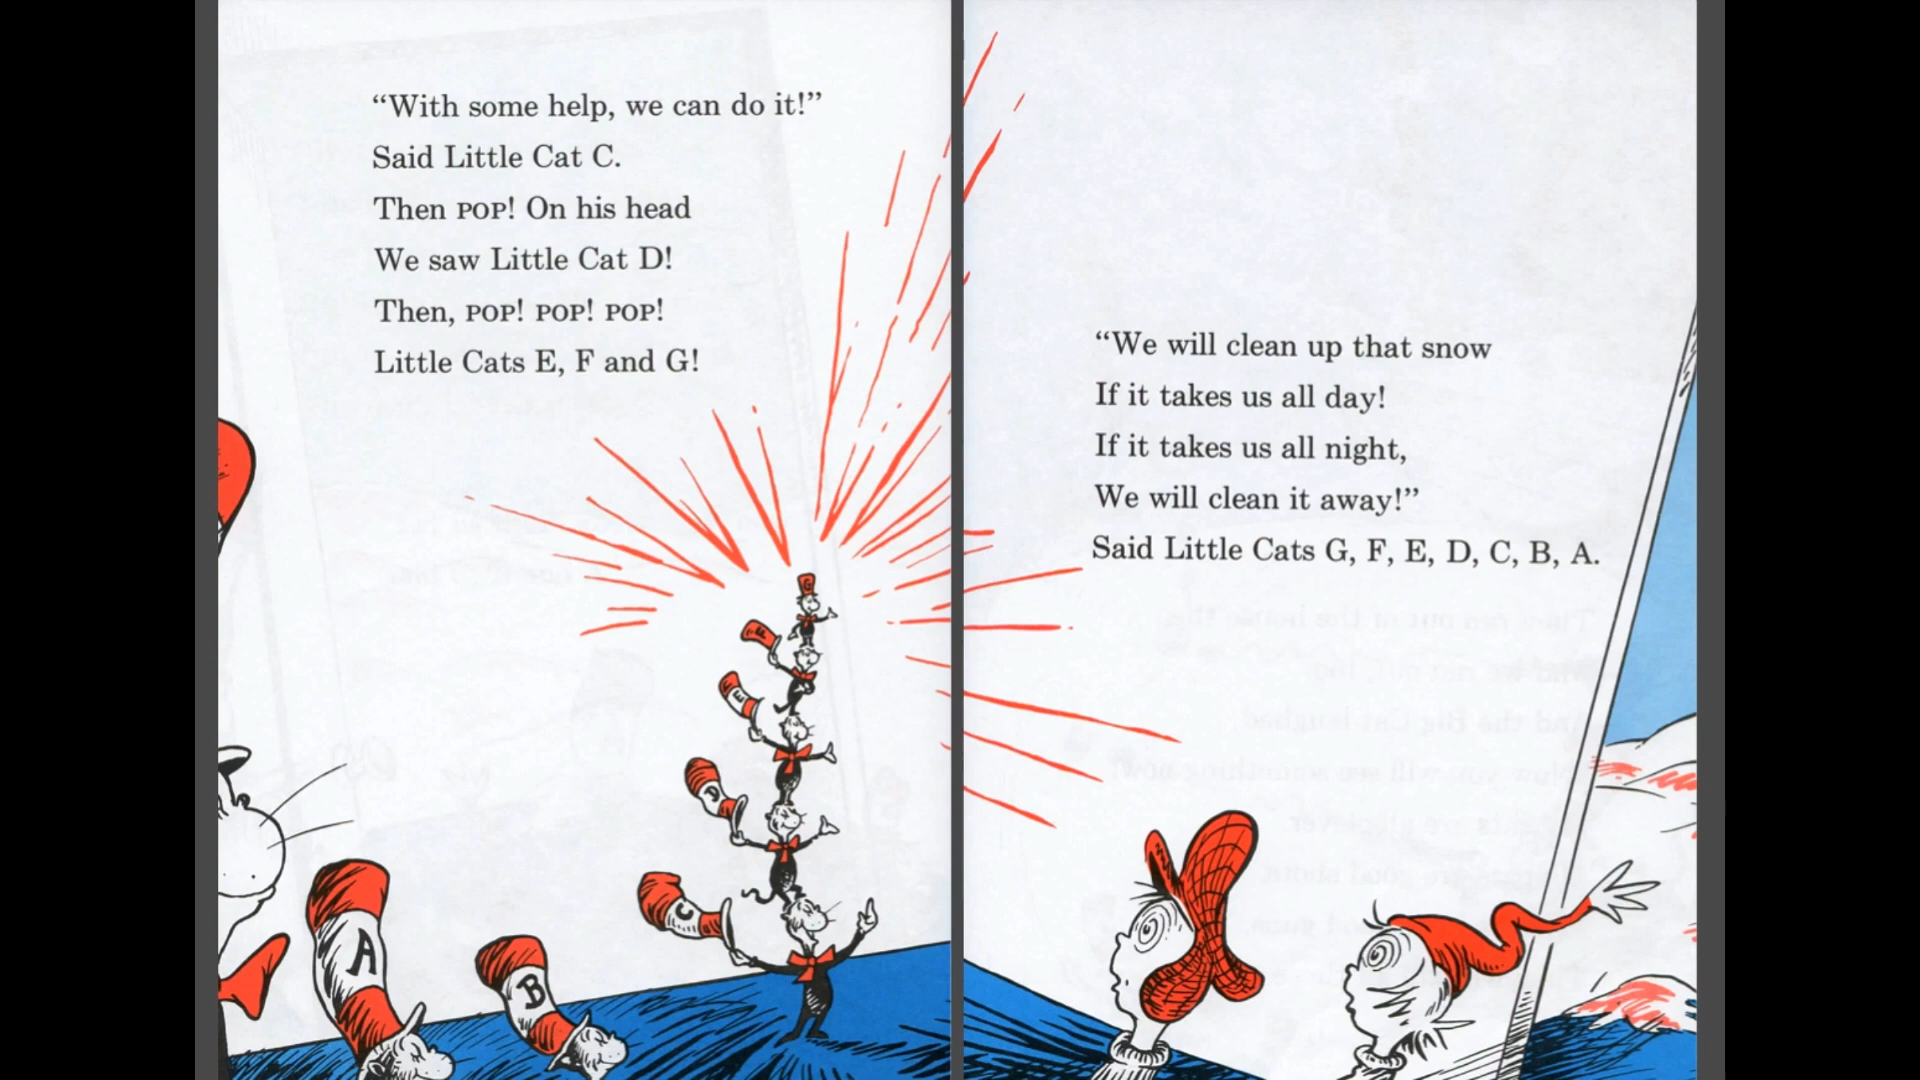 “With some help, we can do it!”
Said Little Cat C.
Then POP! On his head
We saw Little Cat D!
Then, POP! POP! POP!
Little Cats E, F and G!
“We will clean up that snow
If it takes us all day!
If it takes us all night,
We will clean it away!”
Said Little Cats G, F, E, D, C, B, A.
G
F
E
D
C
A
B